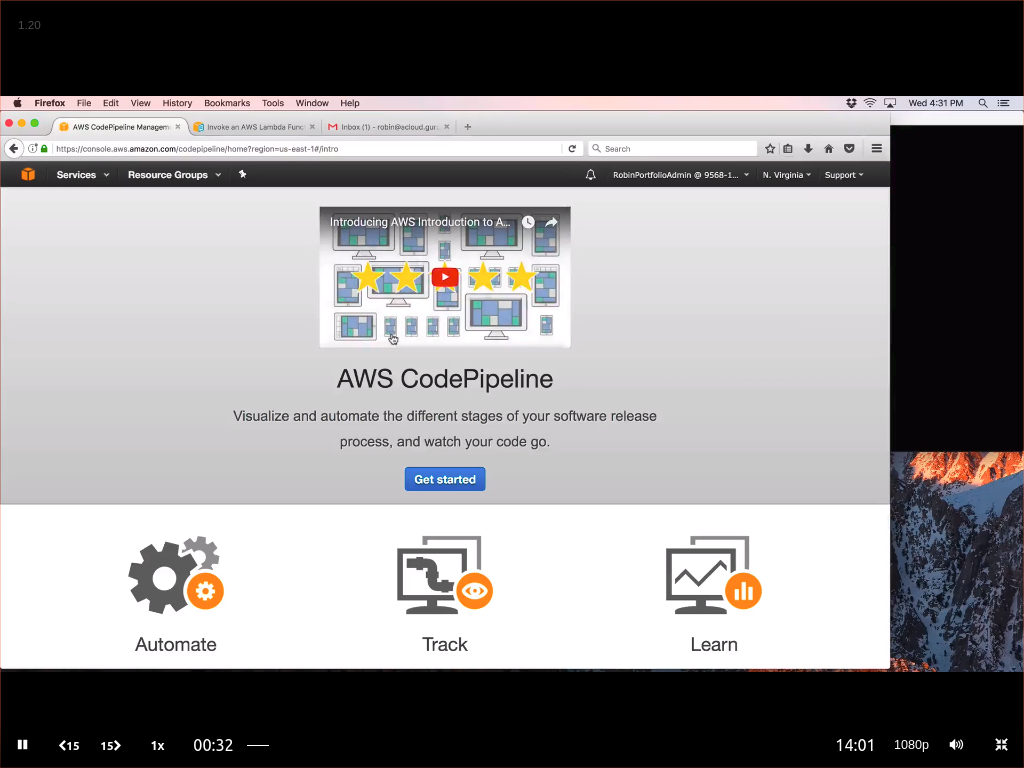 1.20
Firefox File Edit View History Bookmarks Tools Window Help Wed 4:31 PM
AWS CodePipeline Managem × Invoke an AWS Lambda Func × Inbox (1) - robin@acloud.gur × +
https://console.aws.amazon.com/codepipeline/home?region=us-east-1#/intro Search
Services Resource Groups RobinPortfolioAdmin @ 9568-1... N. Virginia Support
Introducing AWS Introduction to A...
AWS CodePipeline
Visualize and automate the different stages of your software release
process, and watch your code go.
Get started
Automate Track Learn
15 15 1x 00:32 14:01 1080p